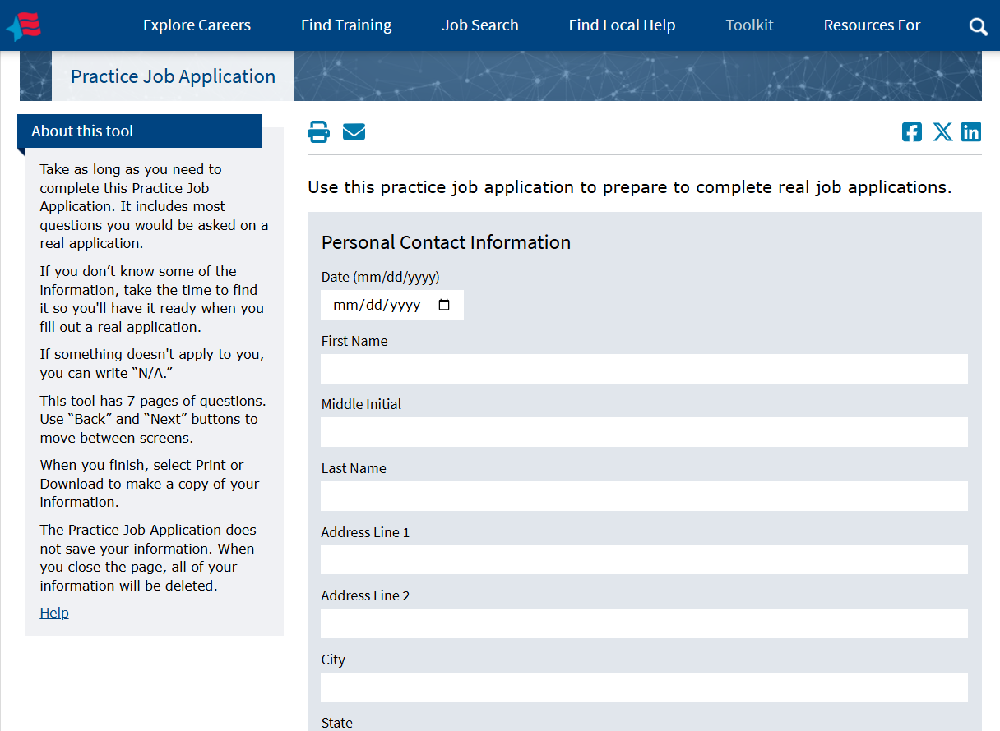 Explore Careers
Find Training
Job Search
Find Local Help
Toolkit
Resources For
Practice Job Application
About this tool
Take as long as you need to
complete this Practice Job
Application. It includes most
questions you would be asked on a
real application.
If you don’t know some of the
information, take the time to find
it so you'll have it ready when you
fill out a real application.
If something doesn't apply to you,
you can write “N/A.”
This tool has 7 pages of questions.
Use “Back” and “Next” buttons to
move between screens.
When you finish, select Print or
Download to make a copy of your
information.
The Practice Job Application does
not save your information. When
you close the page, all of your
information will be deleted.
Help
Use this practice job application to prepare to complete real job applications.
Personal Contact Information
Date (mm/dd/yyyy)
mm/dd/yyyy
First Name
Middle Initial
Last Name
Address Line 1
Address Line 2
City
State